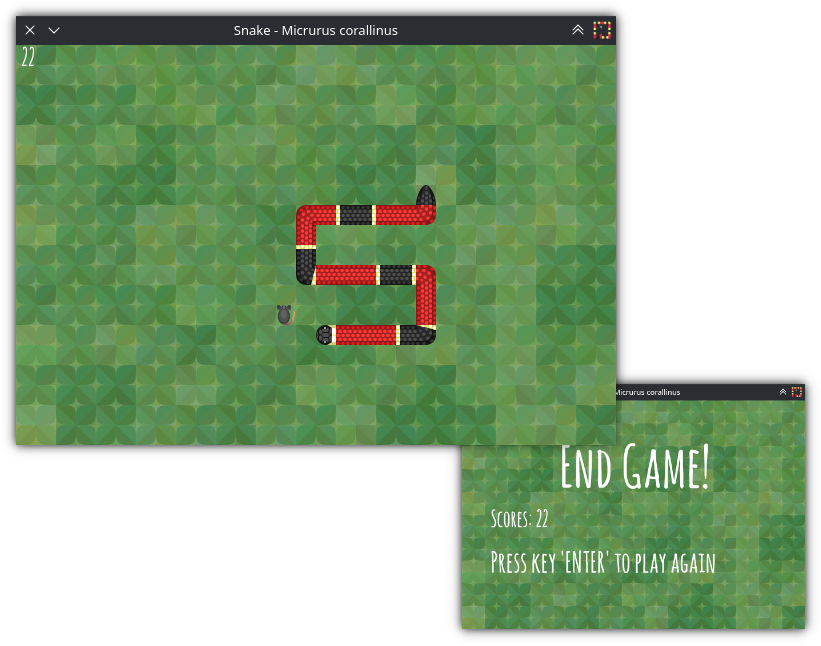 Snake - Micrurus corallinus
22
Micrurus corallinus
End Game!
Scores: 22
Press key 'ENTER' to play again